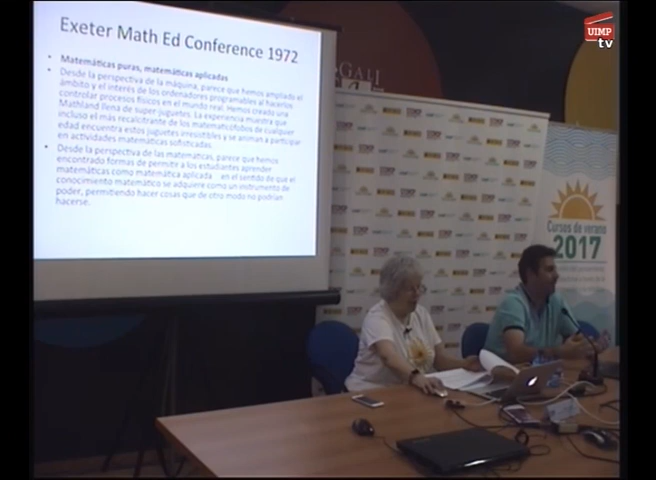 Exeter Math Ed Conference 1972
• Matemáticas puras, matemáticas aplicadas
• Desde la perspectiva de la máquina, parece que hemos ampliado el
ámbito y el interés de los ordenadores programables al hacerlos
controlar procesos físicos en el mundo real. Hemos creado una
Mathland llena de super juguetes. La experiencia muestra que
incluso el más recalcitrante de los matematicófobos de cualquier
edad encuentra estos juguetes irresistibles y se animan a participar
en actividades matemáticas sofisticadas.
• Desde la perspectiva de las matemáticas, parece que hemos
encontrado formas de permitir a los estudiantes aprender
matemáticas como matemática aplicada en el sentido de que el
conocimiento matemático se adquiere como un instrumento de
poder, permitiendo hacer cosas que de otro modo no podrían
hacerse.
UIMP
tv
Cursos de verano
2017